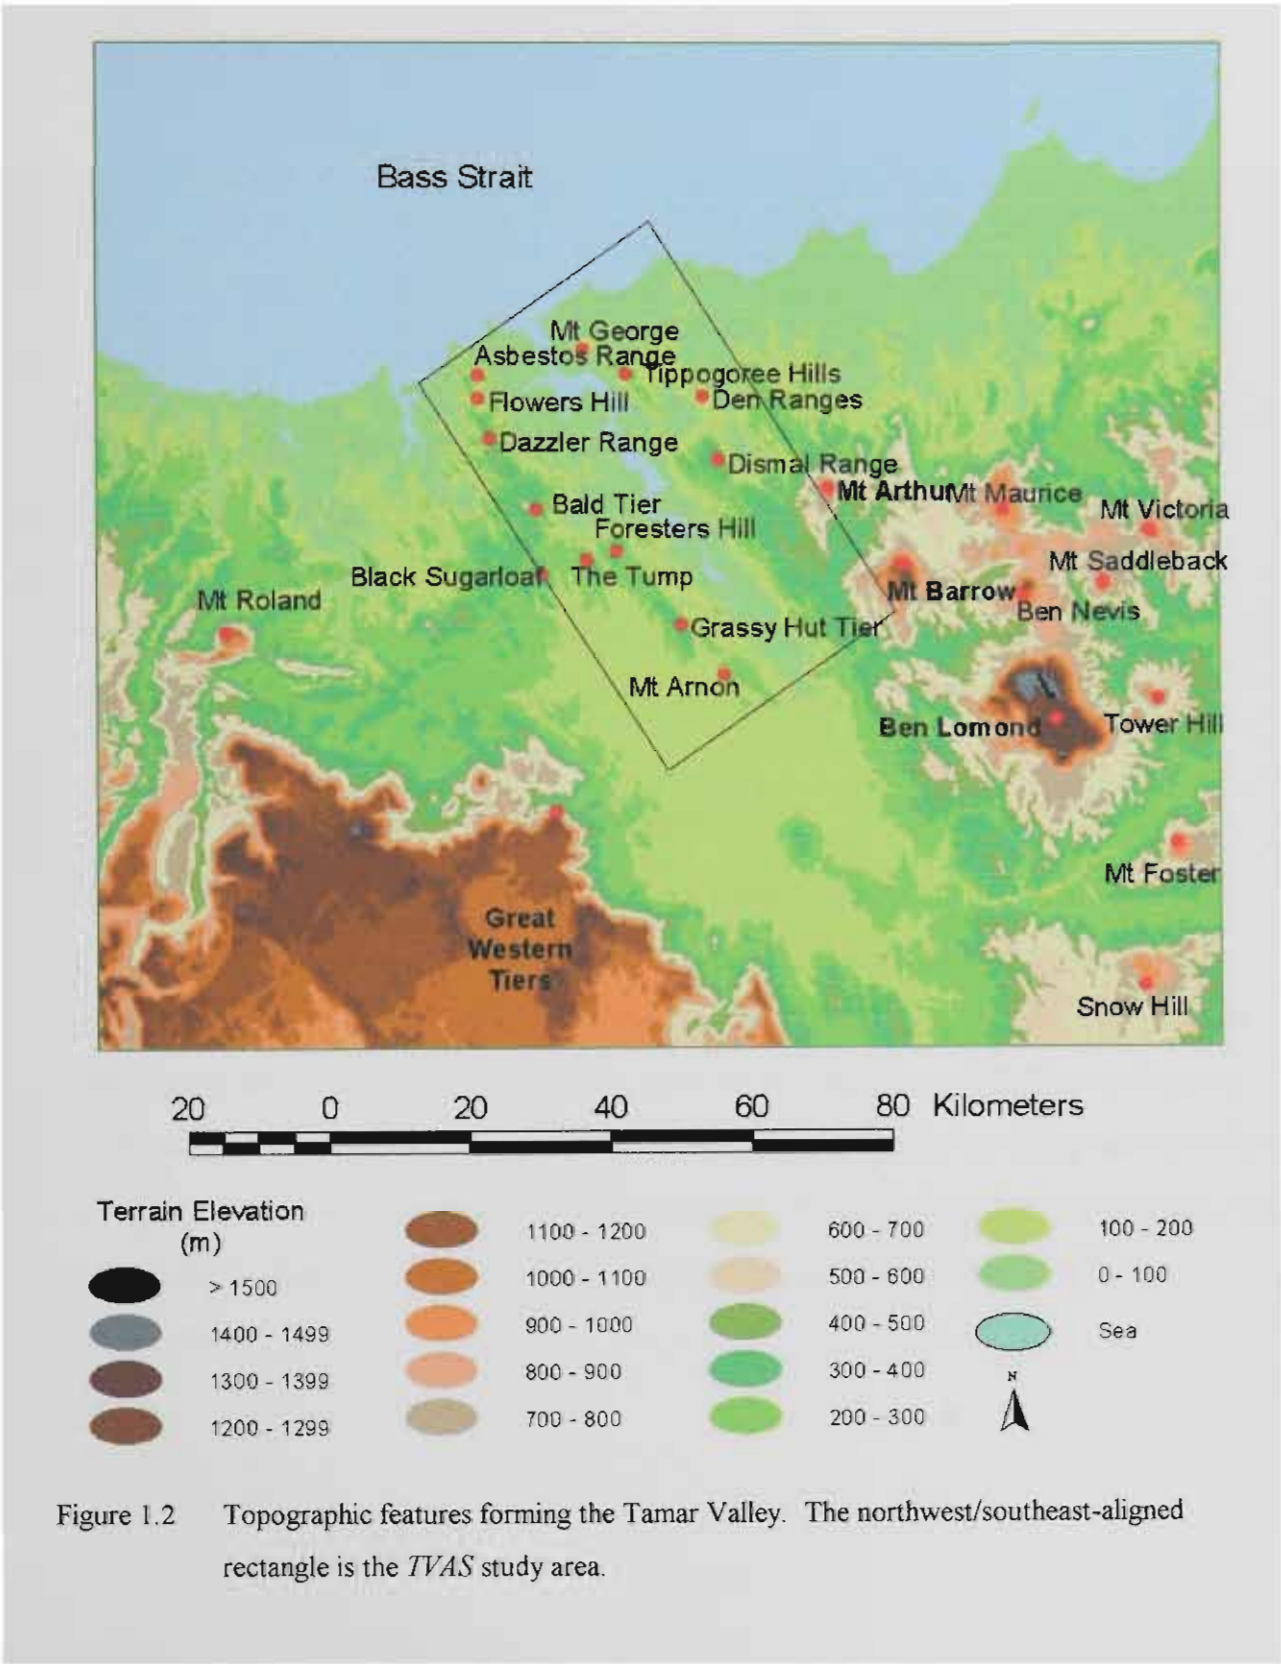 Bass Strait
Mt George
Asbestos Range
Tippogoree Hills
Flowers Hill
Den Ranges
Dazzler Range
Dismal Range
Mt Arthur
Mt Maurice
Bald Tier
Mt Victoria
Foresters Hill
Mt Saddleback
Black Sugarloaf
The Tump
Mt Barrow
Mt Roland
Ben Nevis
Grassy Hut Tier
Mt Arnon
Ben Lomond
Tower Hill
Mt Foster
Great
Western
Tiers
Snow Hill
20 0 20 40 60 80 Kilometers
Terrain Elevation
(m)
> 1500
1400 - 1499
1300 - 1399
1200 - 1299
1100 - 1200
1000 - 1100
900 - 1000
800 - 900
700 - 800
600 - 700
500 - 600
400 - 500
300 - 400
200 - 300
100 - 200
0 - 100
Sea
N
Figure 1.2 Topographic features forming the Tamar Valley. The northwest/southeast-aligned
rectangle is the TVAS study area.